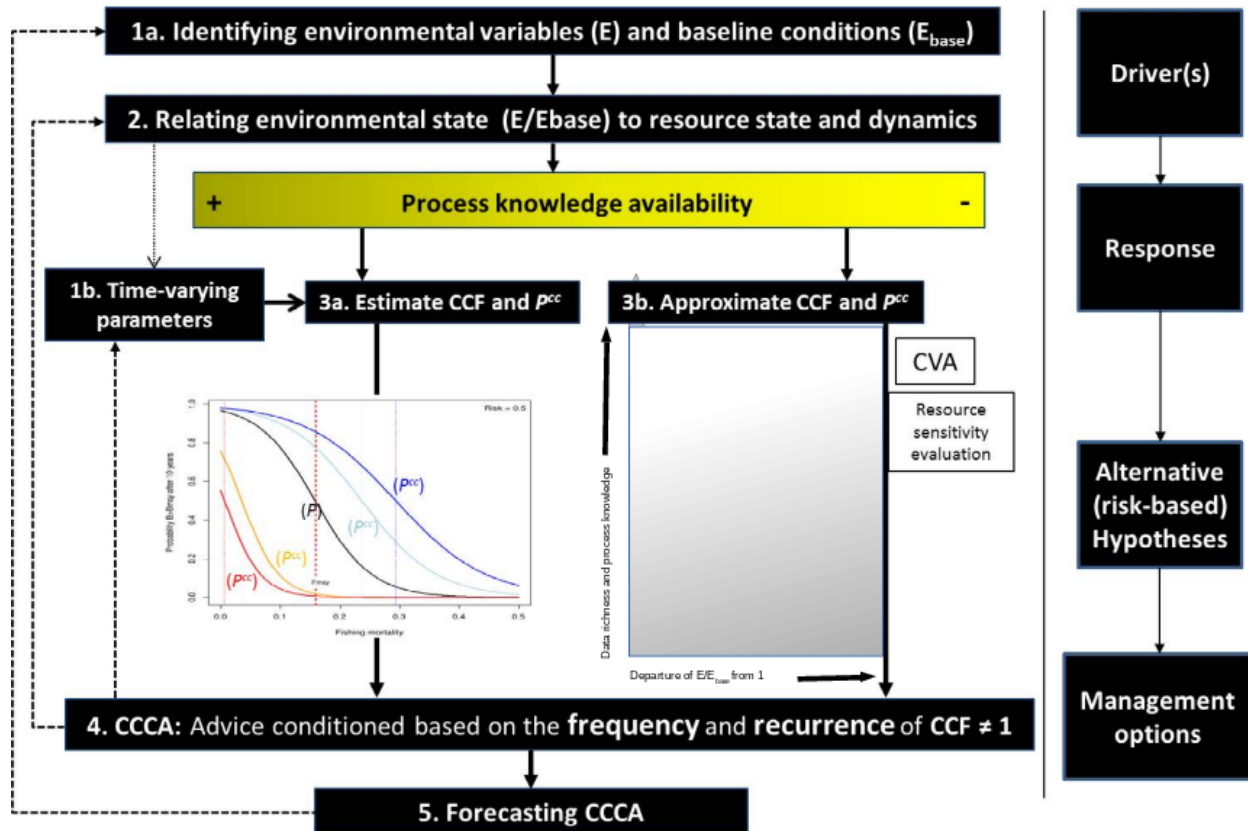 1a. Identifying environmental variables (E) and baseline conditions (Ebase)
2. Relating environmental state (E/Ebase) to resource state and dynamics
+ Process knowledge availability -
1b. Time-varying
parameters
3a. Estimate CCF and Pcc
3b. Approximate CCF and Pcc
Risk = 0.5
Probability B>Bmsy after 10 years
1.0
0.8
0.6
0.4
0.2
0.0
(Pcc)
(P)
(Pcc)
(Pcc)
(Pcc)
Fmsy
0.0 0.1 0.2 0.3 0.4 0.5
Fishing mortality
Data richness and process knowledge
Departure of E/Ebase from 1
CVA
Resource
sensitivity
evaluation
4. CCCA: Advice conditioned based on the frequency and recurrence of CCF ≠ 1
5. Forecasting CCCA
Driver(s)
Response
Alternative
(risk-based)
Hypotheses
Management
options